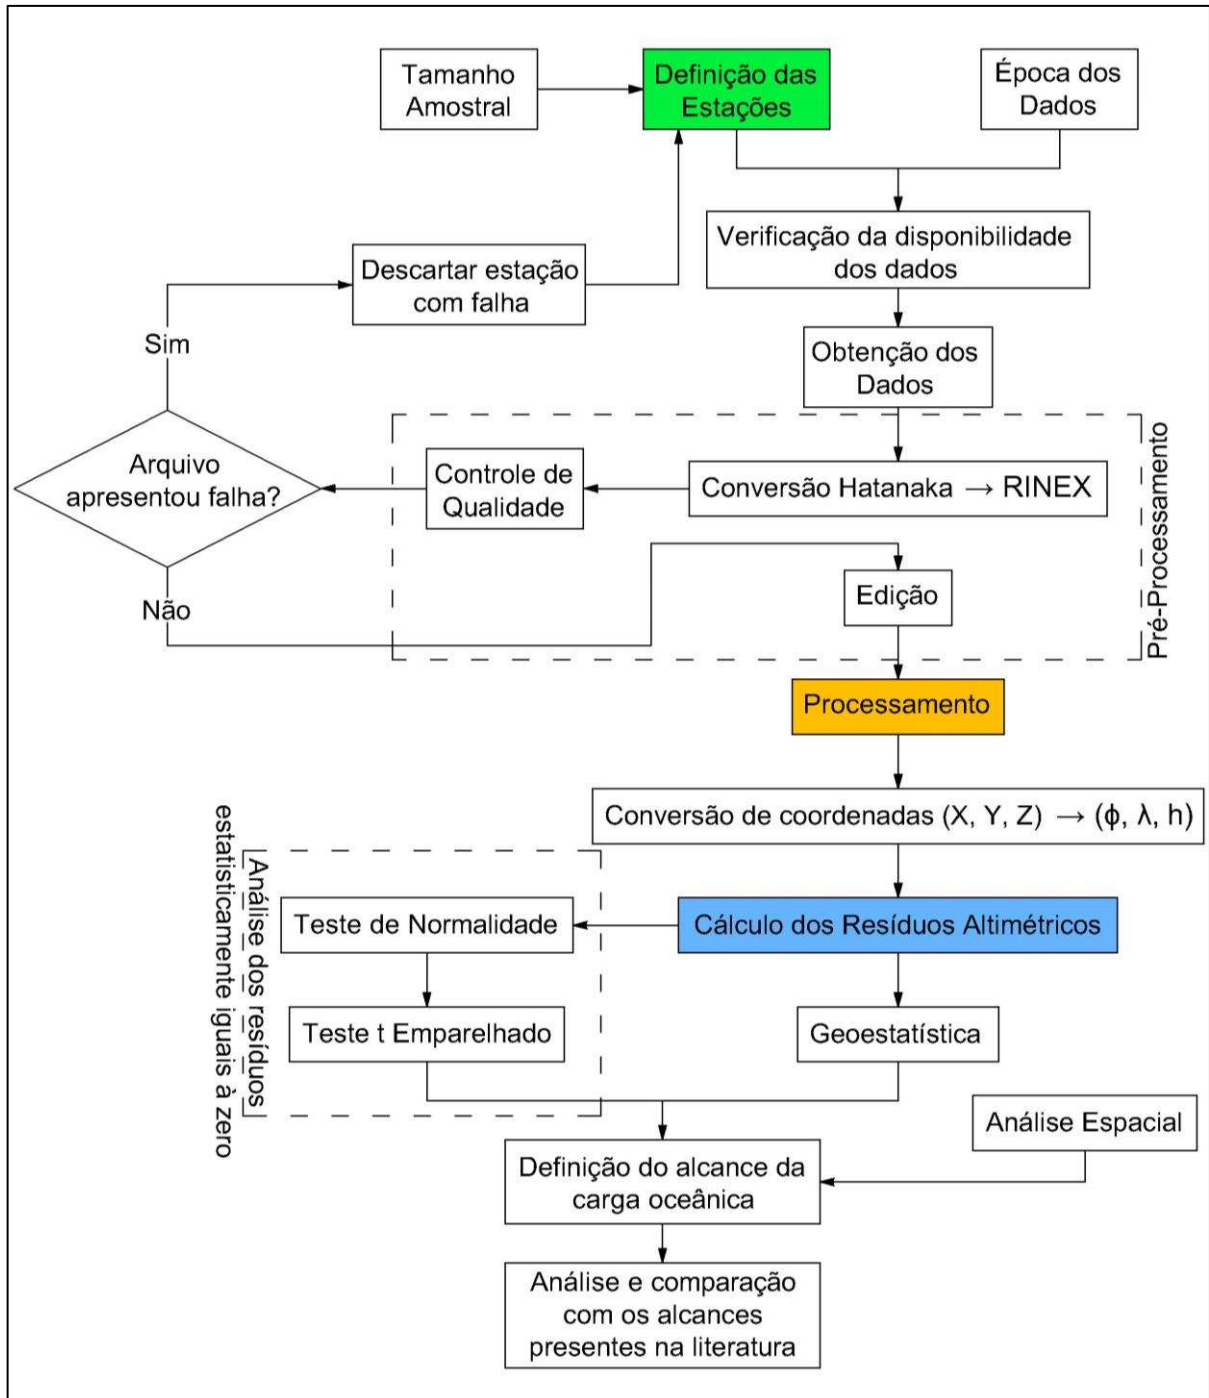 Tamanho
Amostral
Definição das
Estações
Época dos
Dados
Verificação da disponibilidade
dos dados
Descartar estação
com falha
Sim
Obtenção dos
Dados
Pré-Processamento
Arquivo
apresentou falha?
Controle de
Qualidade
Conversão Hatanaka → RINEX
Não
Edição
Processamento
Conversão de coordenadas (X, Y, Z) → (ϕ, λ, h)
Análise dos resíduos
estatisticamente iguais à zero
Teste de Normalidade
Cálculo dos Resíduos Altimétricos
Teste t Emparelhado
Geoestatística
Análise Espacial
Definição do alcance da
carga oceânica
Análise e comparação
com os alcances
presentes na literatura